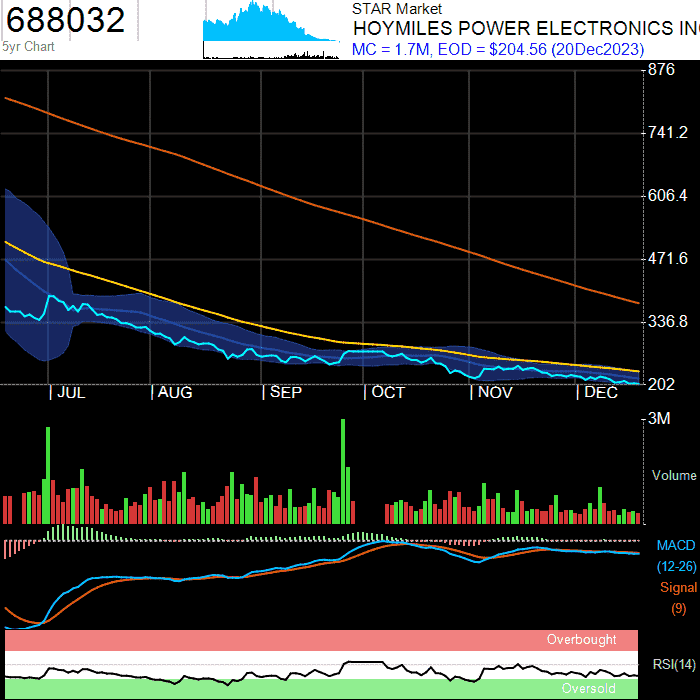 688032
5yr Chart
STAR Market
HOYMILES POWER ELECTRONICS IN
MC = 1.7M, EOD = $204.56 (20Dec2023)
876
741.2
606.4
471.6
336.8
202
JUL
AUG
SEP
OCT
NOV
DEC
3M
Volume
MACD
(12-26)
Signal
(9)
Overbought
RSI(14)
Oversold